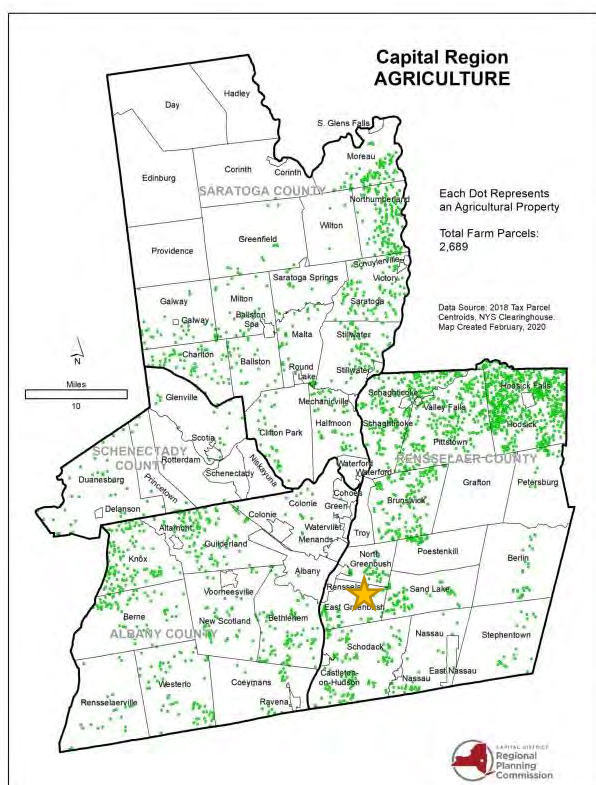 Capital Region
AGRICULTURE
Hadley
Day
S. Glens Falls
Moreau
Corinth
Corinth
Edinburg
SARATOGA COUNTY
Northumberland
Each Dot Represents
an Agricultural Property
Total Farm Parcels:
2,689
Wilton
Greenfield
Providence
Schuylerville
Victory
Saratoga Springs
Galway
Milton
Saratoga
Galway
Ballston
Spa
Data Source: 2018 Tax Parcel
Centroids, NYS Clearinghouse.
Map Created February, 2020
Malta
Stillwater
Charlton
Ballston
Round
Lake
Stillwater
N
Miles
10
Glenville
Mechanicville
Schaghticoke
Hoosick Falls
Valley Falls
Clifton Park
Halfmoon
Schaghticoke
Hoosick
Pittstown
Scotia
SCHENECTADY
COUNTY
Rotterdam
Niskayuna
Waterford
Waterford
RENSSELAER COUNTY
Schenectady
Duanesburg
Princetown
Grafton
Petersburg
Cohoes
Brunswick
Delanson
Colonie
Green
Is
Colonie
Watervliet
Troy
Altamont
Guilderland
Menands
North
Greenbush
Poestenkill
Berlin
Knox
Albany
Sand Lake
Voorheesville
East Greenbush
Berne
New Scotland
Bethlehem
ALBANY COUNTY
Nassau
Stephentown
Schodack
Castleton-
on-Hudson
East Nassau
Nassau
Westerlo
Coeymans
Rensselaerville
Ravena
CAPITAL DISTRICT
Regional
Planning
Commission